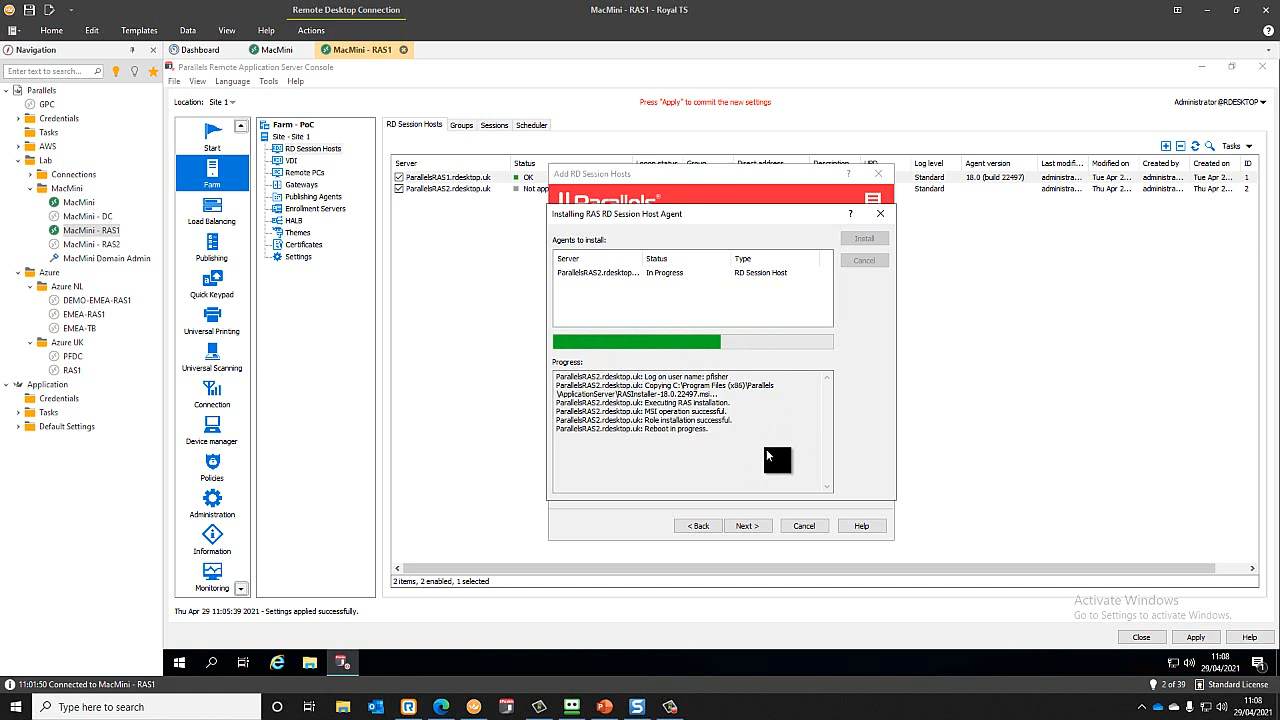 Remote Desktop Connection
MacMini - RAS1 - Royal TS
Home Edit Templates Data View Help Actions
Navigation
Dashboard
MacMini
MacMini - RAS1
Enter text to search...
Parallels
GPC
Credentials
Tasks
AWS
Lab
Connections
MacMini
MacMini
MacMini - DC
MacMini - RAS1
MacMini - RAS2
MacMini Domain Admin
Azure
Azure NL
DEMO-EMEA-RAS1
EMEA-RAS1
EMEA-TB
Azure UK
PFDC
RAS1
Application
Credentials
Tasks
Default Settings
Parallels Remote Application Server Console
File View Language Tools Help
Location: Site 1
Press "Apply" to commit the new settings
Administrator@RDESKTOP
Start
Farm
Load Balancing
Publishing
Quick Keypad
Universal Printing
Universal Scanning
Connection
Device manager
Policies
Administration
Information
Monitoring
Farm - PoC
Site - Site 1
RD Session Hosts
VDI
Remote PCs
Gateways
Publishing Agents
Enrollment Servers
HALB
Themes
Certificates
Settings
RD Session Hosts Groups Sessions Scheduler
Tasks
Server Status Log level Agent version Last modifi... Modified on Created by Created on ID
ParallelsRAS1.rdesktop.uk OK Standard 18.0 (build 22497) administra... Tue Apr 2... administra... Tue Apr 2... 1
ParallelsRAS2.rdesktop.uk Not app Standard administra... Thu Apr 2... administra... Thu Apr 2... 2
Add RD Session Hosts
Parallels®
Installing RAS RD Session Host Agent
Agents to install:
Install
Cancel
Server Status Type
ParallelsRAS2.rdesktop... In Progress RD Session Host
Progress:
ParallelsRAS2.rdesktop.uk: Log on user name: pfisher
ParallelsRAS2.rdesktop.uk: Copying C:\Program Files (x86)\Parallels
\ApplicationServer\RASInstaller-18.0.22497.msi...
ParallelsRAS2.rdesktop.uk: Executing RAS installation.
ParallelsRAS2.rdesktop.uk: MSI operation successful.
ParallelsRAS2.rdesktop.uk: Role installation successful.
ParallelsRAS2.rdesktop.uk: Reboot in progress.
< Back Next > Cancel Help
2 items, 2 enabled, 1 selected
Activate Windows
Go to Settings to activate Windows.
Thu Apr 29 11:05:39 2021 - Settings applied successfully.
Close Apply Help
11:08
29/04/2021
11:01:50 Connected to MacMini - RAS1
2 of 39 Standard License
Type here to search
11:08
29/04/2021